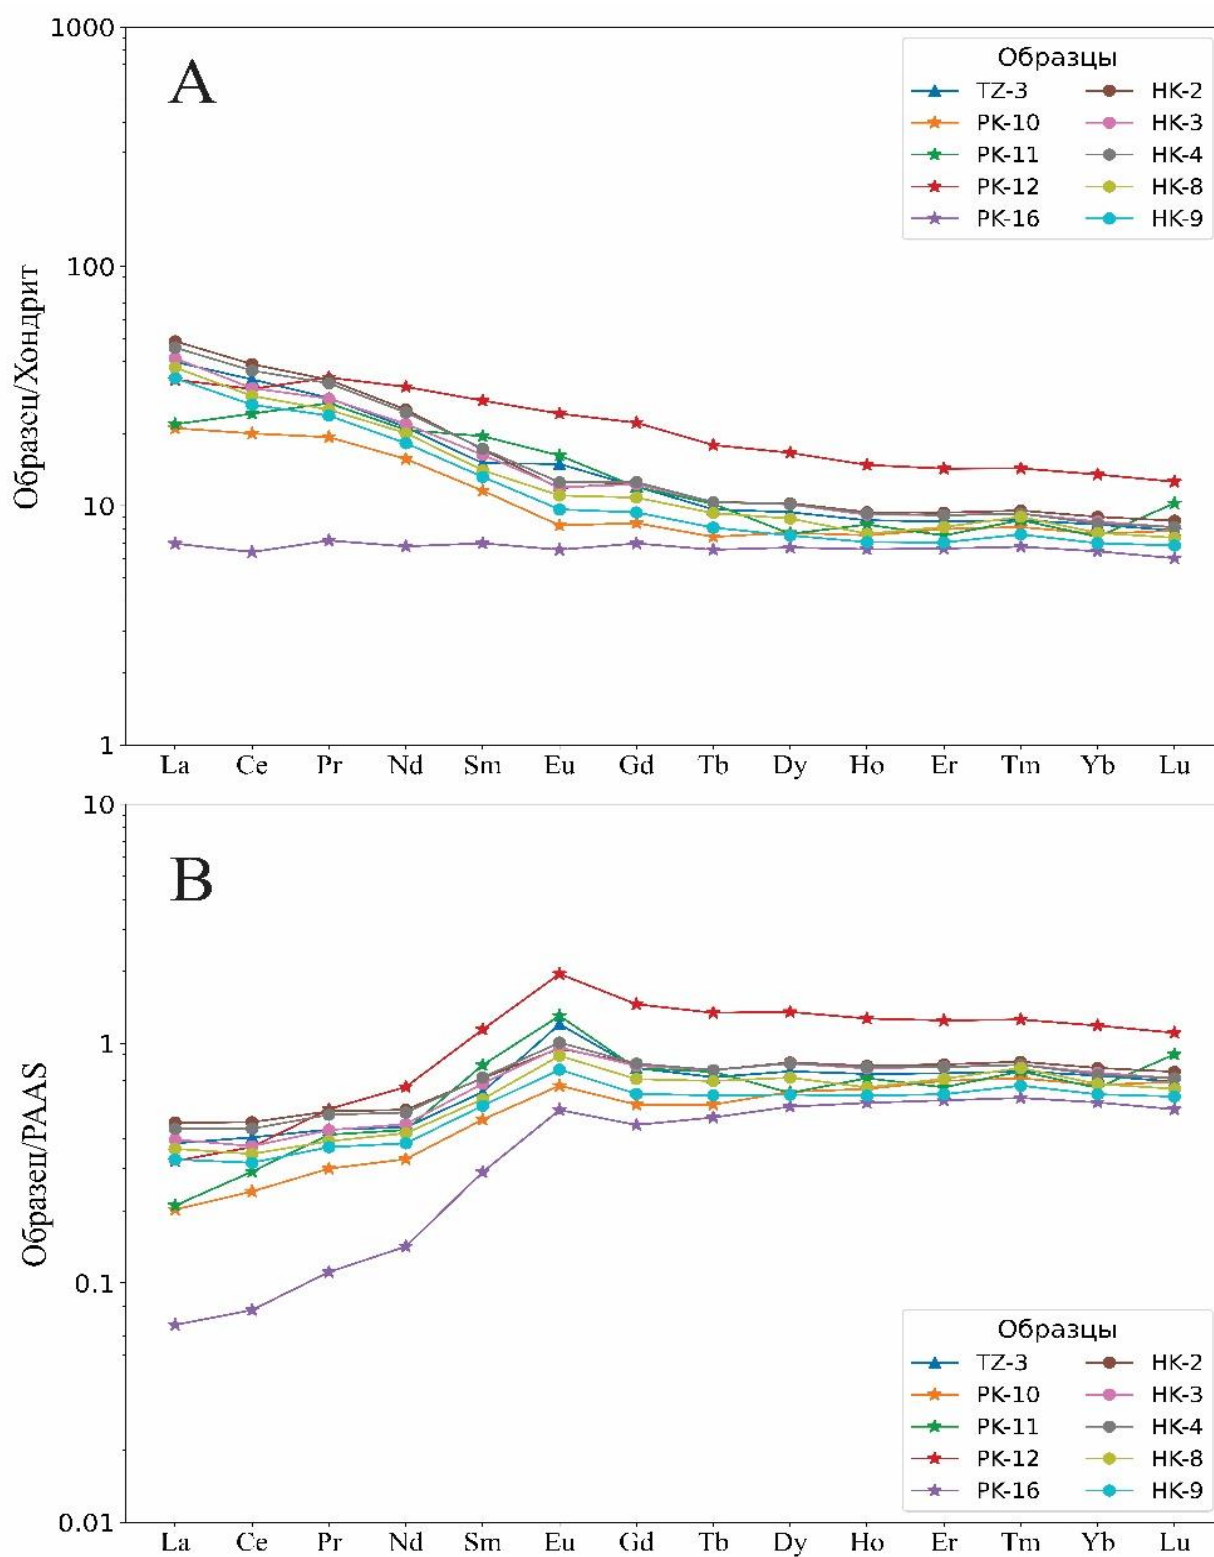 A
Образцы
TZ-3 HK-2
PK-10 HK-3
PK-11 HK-4
PK-12 HK-8
PK-16 HK-9
Образец/Хондрит
1000
100
10
1
La Ce Pr Nd Sm Eu Gd Tb Dy Ho Er Tm Yb Lu
B
Образец/PAAS
10
1
0.1
0.01
Образцы
TZ-3 HK-2
PK-10 HK-3
PK-11 HK-4
PK-12 HK-8
PK-16 HK-9
La Ce Pr Nd Sm Eu Gd Tb Dy Ho Er Tm Yb Lu